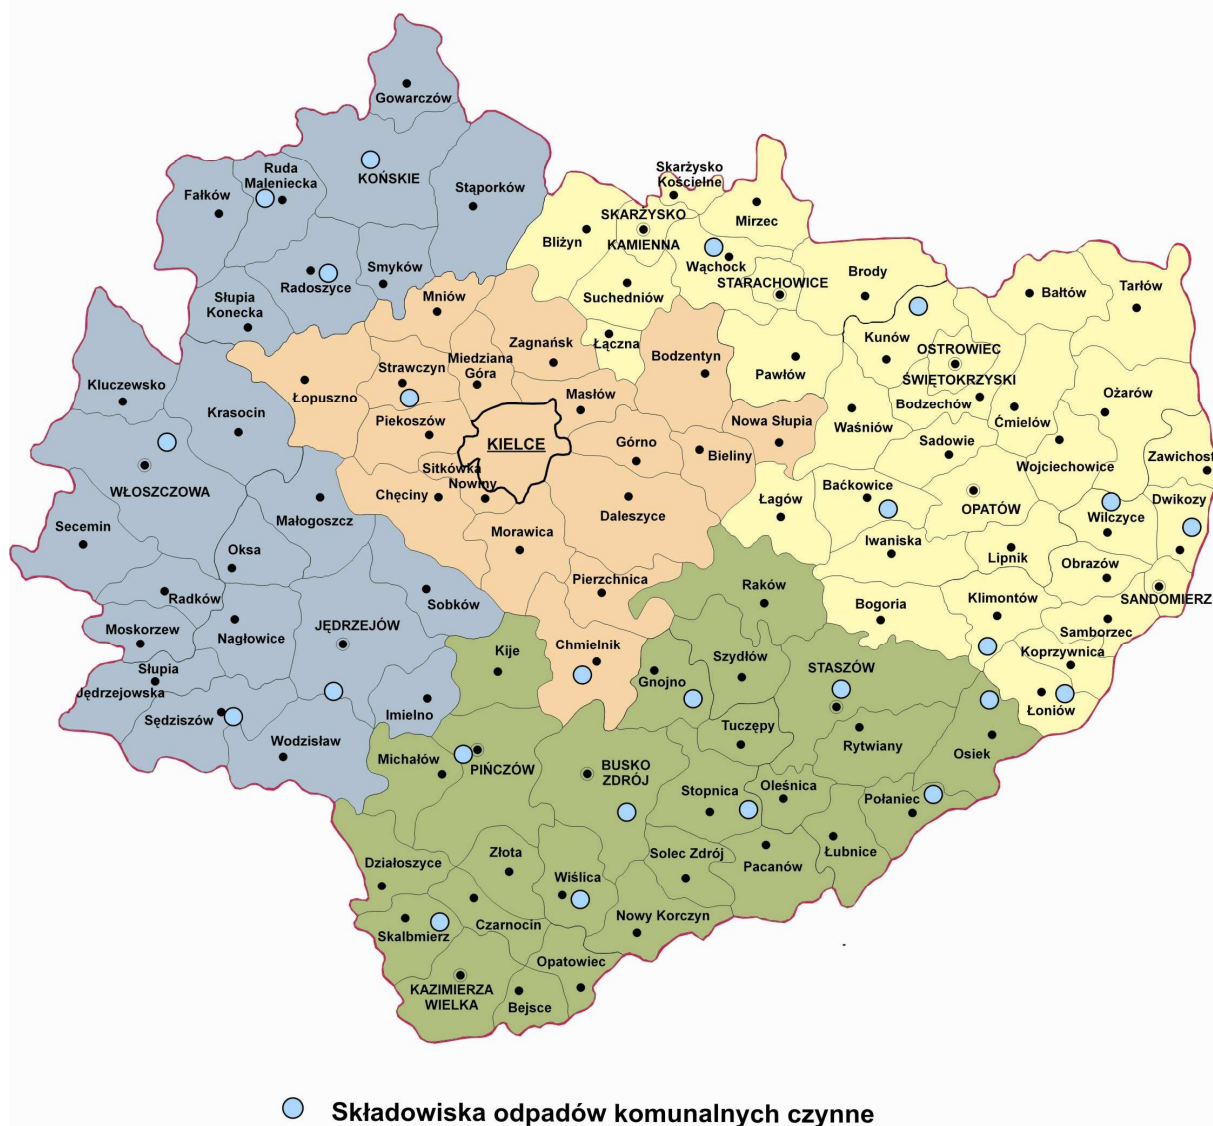 Gowarczów
Ruda
Maleniecka
KOŃSKIE
Fałków
Stąporków
Skarżysko
Kościelne
SKARŻYSKO
KAMIENNA
Mirzec
Bliżyn
Radoszyce
Smyków
Wąchock
STARACHOWICE
Brody
Bałtów
Tarłów
Słupia
Konecka
Mniów
Suchedniów
Zagnańsk
Łączna
Bodzentyn
Kunów
OSTROWIEC
ŚWIĘTOKRZYSKI
Strawczyn
Miedziana
Góra
Pawłów
Kluczewsko
Łopuszno
Masłów
Bodzechów
Ożarów
Krasocin
Piekoszów
Nowa Słupia
Waśniów
Ćmielów
KIELCE
Górno
Bieliny
Sadowie
Wojciechowice
Zawichost
Sitkówka
Nowiny
WŁOSZCZOWA
Chęciny
Łagów
Baćkowice
Dwikozy
Małogoszcz
Daleszyce
OPATÓW
Wilczyce
Secemin
Morawica
Iwaniska
Oksa
Lipnik
Obrazów
Pierzchnica
Raków
Radków
Sobków
Bogoria
Klimontów
SANDOMIERZ
Moskorzew
Nagłowice
JĘDRZEJÓW
Samborzec
Chmielnik
Kije
Szydłów
STASZÓW
Koprzywnica
Słupia
Jędrzejowska
Gnojno
Sędziszów
Imielno
Łoniów
Wodzisław
Tuczępy
Rytwiany
Osiek
Michałów
PIŃCZÓW
BUSKO
ZDRÓJ
Stopnica
Oleśnica
Połaniec
Działoszyce
Złota
Solec Zdrój
Pacanów
Łubnice
Wiślica
Skalbmierz
Czarnocin
Nowy Korczyn
Opatowiec
KAZIMIERZA
WIELKA
Bejsce
Składowiska odpadów komunalnych czynne